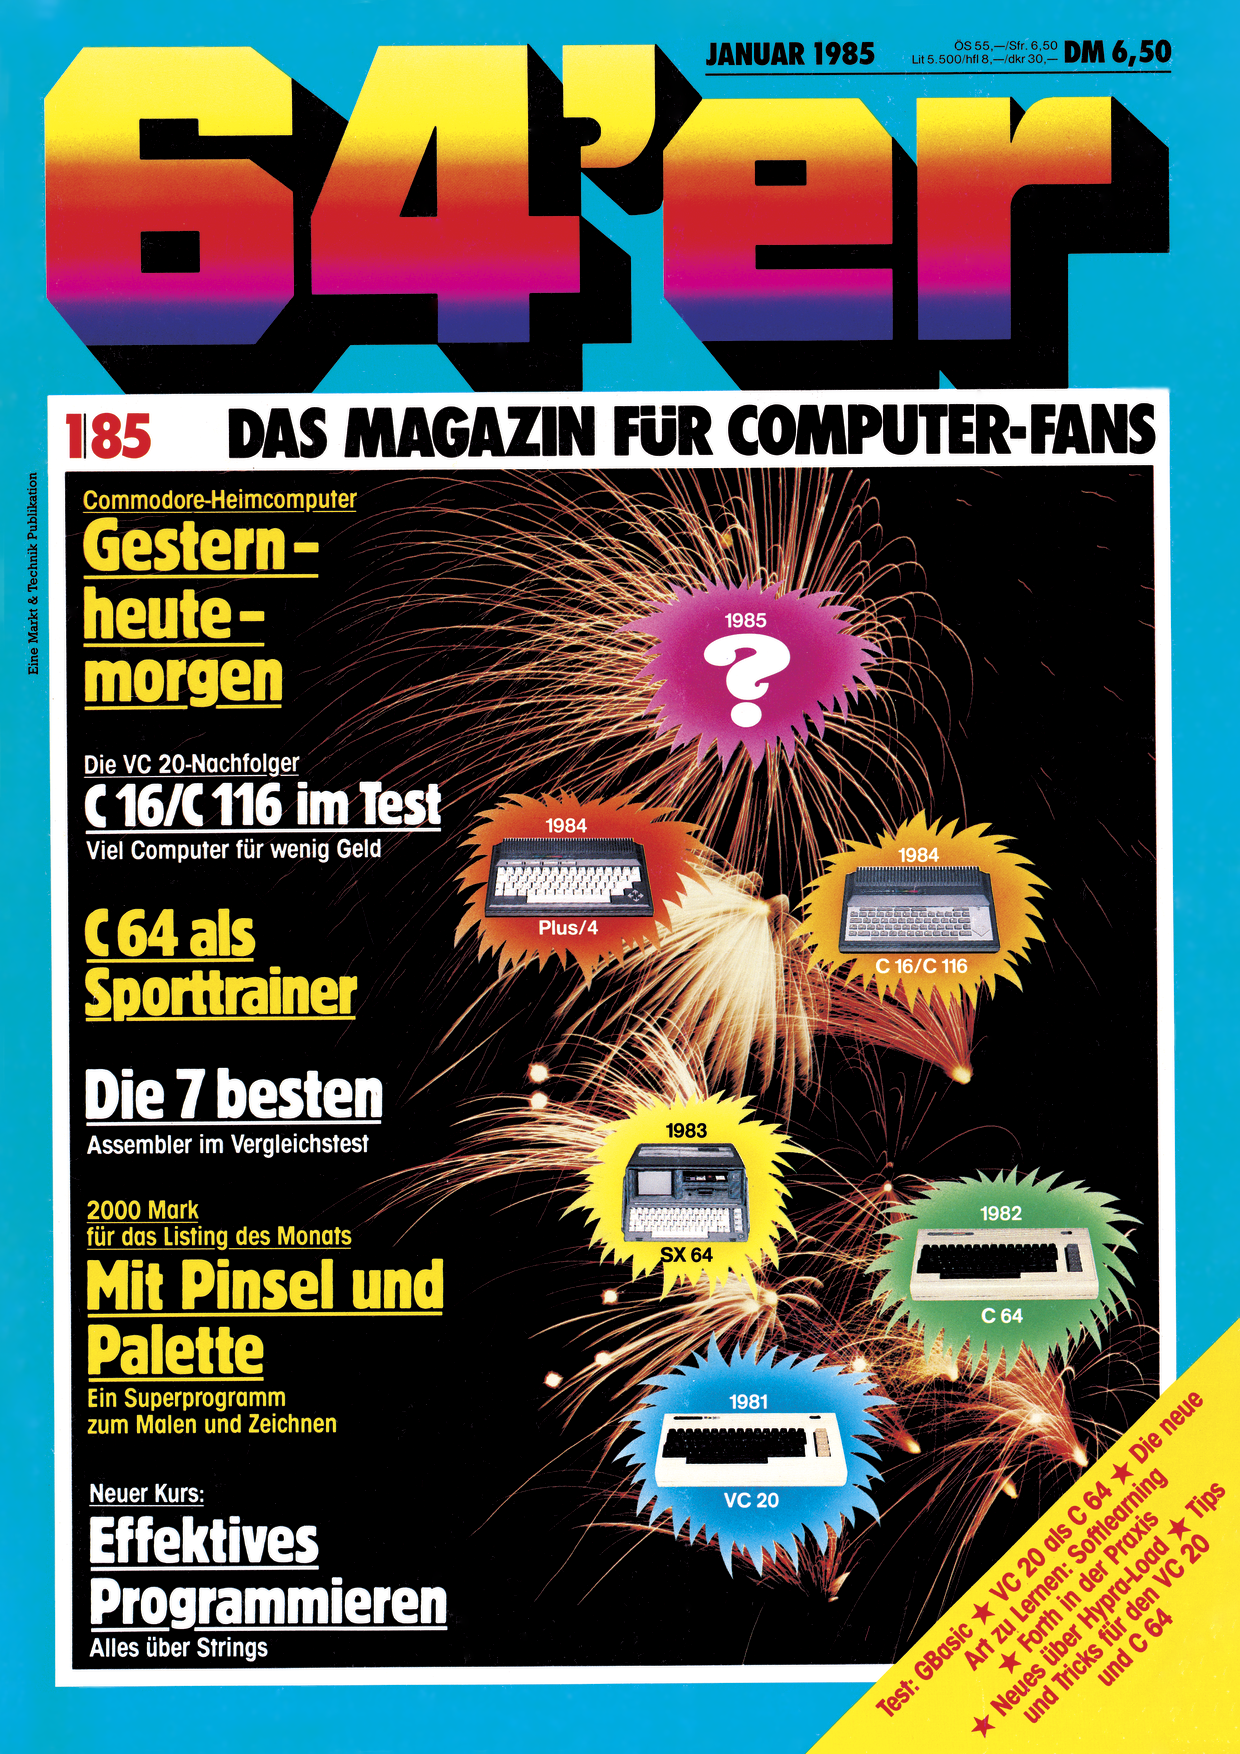 JANUAR 1985
ÖS 55,–/Sfr. 6,50
Lit 5.500/hfl 8,–/dkr 30,–
DM 6,50
64'er
1|85
DAS MAGAZIN FÜR COMPUTER-FANS
Eine Markt & Technik Publikation
Commodore-Heimcomputer
Gestern –
heute –
morgen
Die VC 20-Nachfolger
C 16/C 116 im Test
Viel Computer für wenig Geld
C 64 als
Sporttrainer
Die 7 besten
Assembler im Vergleichstest
2000 Mark
für das Listing des Monats
Mit Pinsel und
Palette
Ein Superprogramm
zum Malen und Zeichnen
Neuer Kurs:
Effektives
Programmieren
Alles über Strings
1985
?
1984
Plus/4
1984
C 16/C 116
1983
SX 64
1982
C 64
1981
VC 20
Test: GBasic ★ VC 20 als C 64 ★ Die neue
Art zu Lernen: Softlearning
★ Forth in der Praxis
★ Neues über Hypra-Load ★ Tips
und Tricks für den VC 20
und C 64